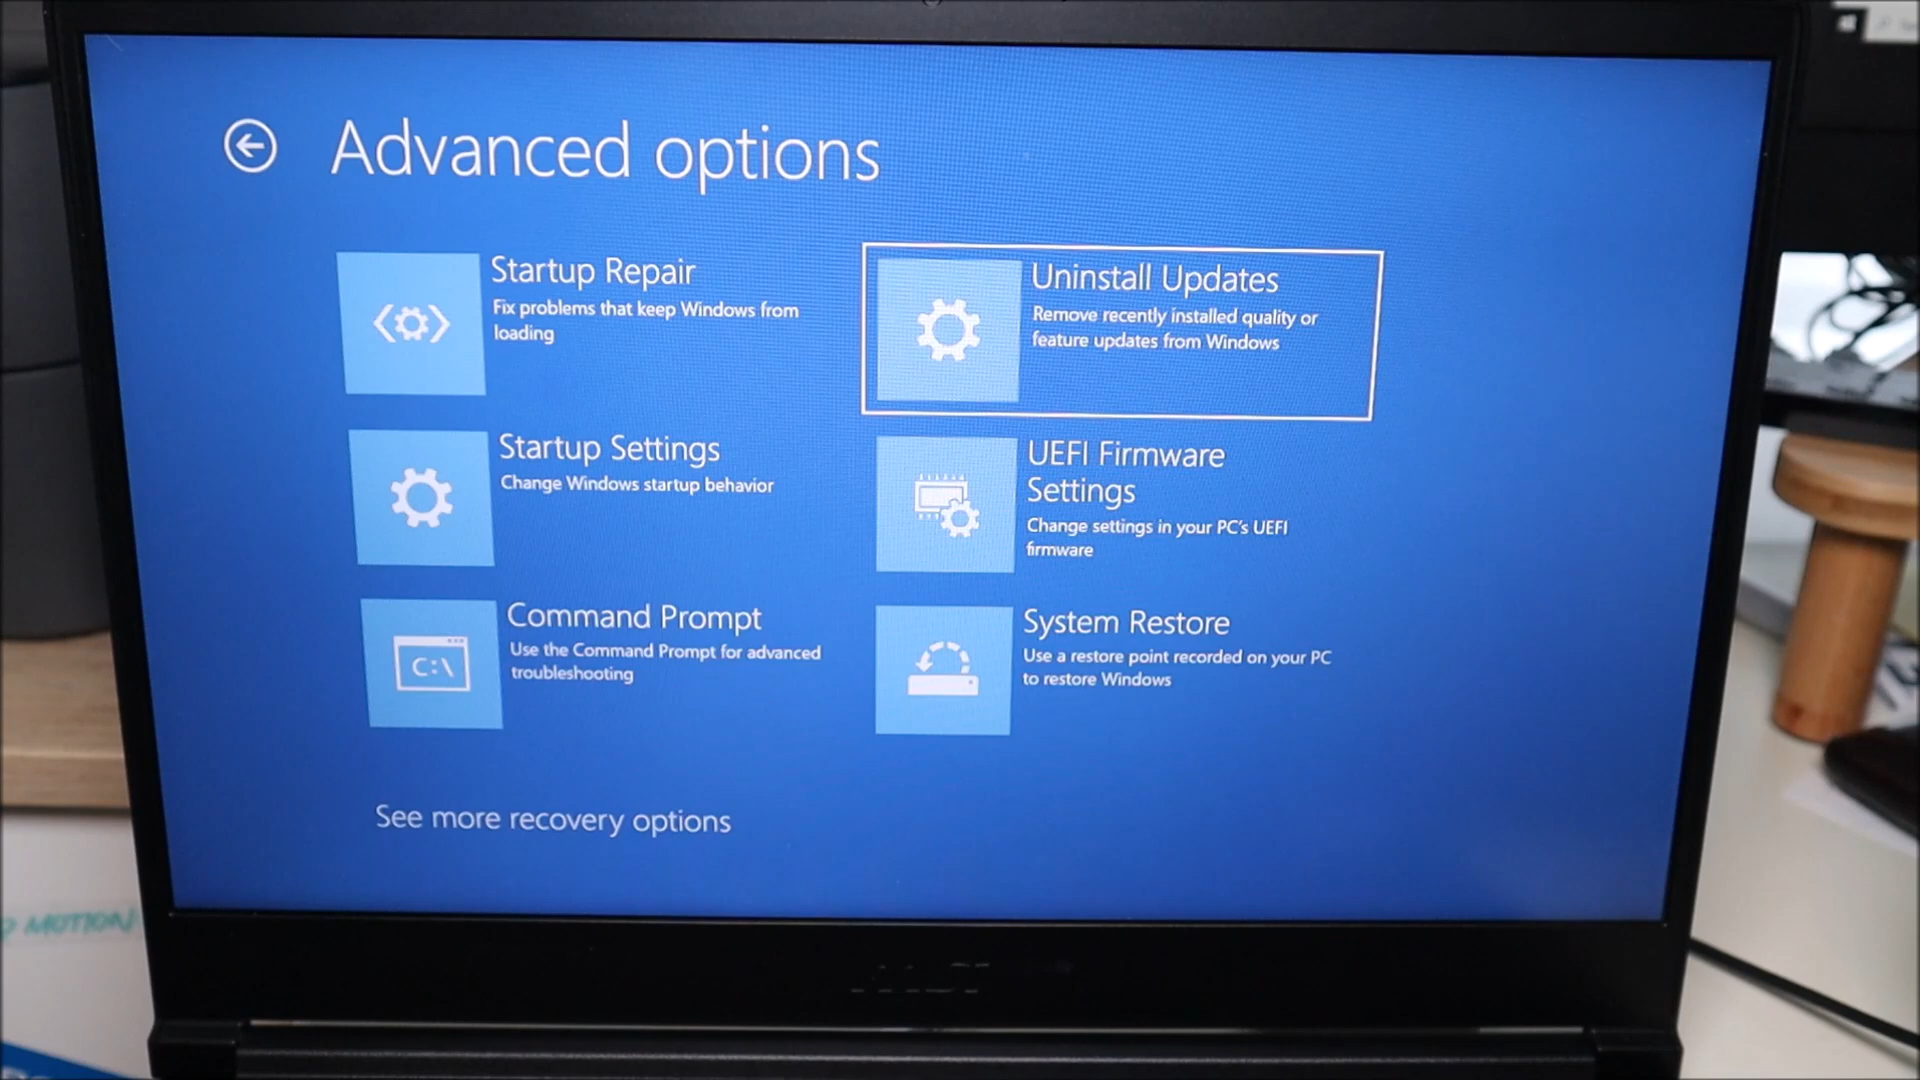 Advanced options
Startup Repair
Fix problems that keep Windows from
loading
Uninstall Updates
Remove recently installed quality or
feature updates from Windows
Startup Settings
Change Windows startup behavior
UEFI Firmware
Settings
Change settings in your PC's UEFI
firmware
Command Prompt
Use the Command Prompt for advanced
troubleshooting
C:\
System Restore
Use a restore point recorded on your PC
to restore Windows
See more recovery options
MOTION